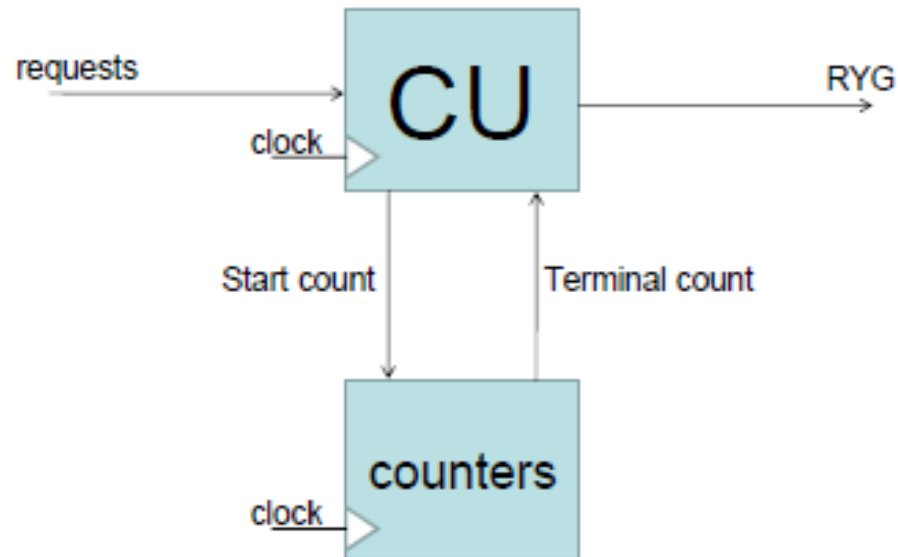 requests
CU
RYG
clock
Start count
Terminal count
counters
clock